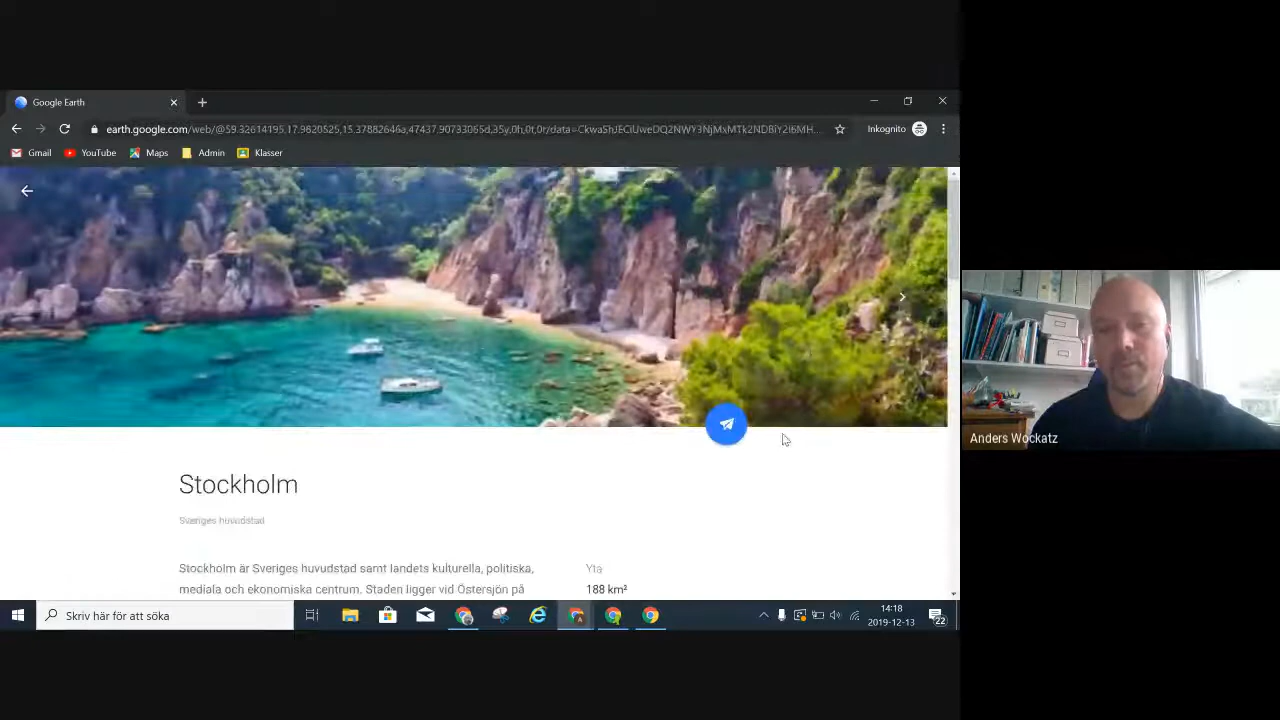 Google Earth
earth.google.com/web/@59.32614195,17.9820525,15.37882646a,47437.90733065d,35y,0h,0t,0r/data=
Inkognito
Gmail YouTube Maps Admin Klasser
Stockholm
Sveriges huvudstad
Stockholm är Sveriges huvudstad samt landets kulturella, politiska,
mediala och ekonomiska centrum. Staden ligger vid Östersjön på
Yta
188 km²
Anders Wockatz
Skriv här för att söka
14:18
2019-12-13
22